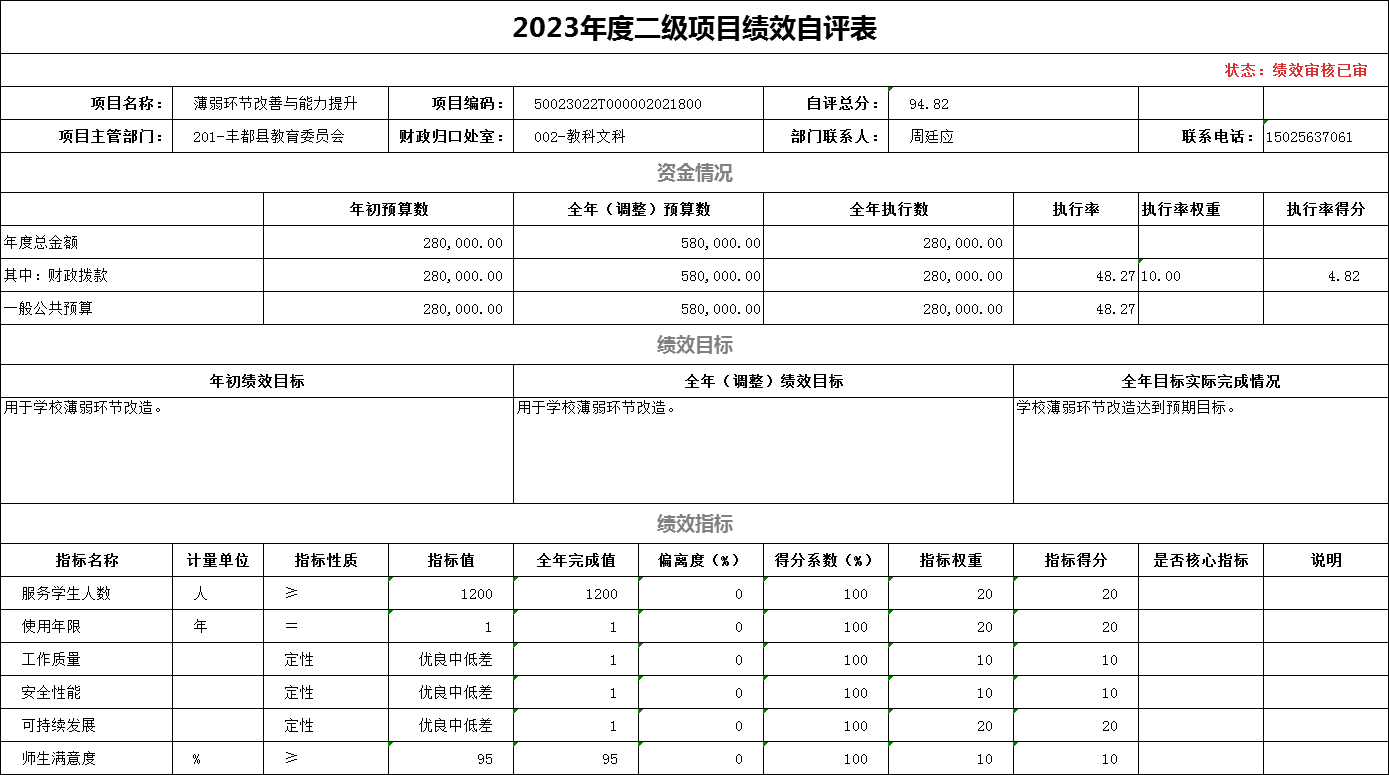 2023年度二级项目绩效自评表
状态：绩效审核已审
项目名称： 薄弱环节改善与能力提升 项目编码： 50023022T000002021800 自评总分： 94.82
项目主管部门： 201-丰都县教育委员会 财政归口处室： 002-教科文科 部门联系人： 周廷应 联系电话： 15025637061
资金情况
年初预算数 全年（调整）预算数 全年执行数 执行率 执行率权重 执行率得分
年度总金额 280,000.00 580,000.00 280,000.00
其中：财政拨款 280,000.00 580,000.00 280,000.00 48.27 10.00 4.82
一般公共预算 280,000.00 580,000.00 280,000.00 48.27
绩效目标
年初绩效目标 全年（调整）绩效目标 全年目标实际完成情况
用于学校薄弱环节改造。 用于学校薄弱环节改造。 学校薄弱环节改造达到预期目标。
绩效指标
指标名称 计量单位 指标性质 指标值 全年完成值 偏离度（%） 得分系数（%） 指标权重 指标得分 是否核心指标 说明
服务学生人数 人 ≥ 1200 1200 0 100 20 20
使用年限 年 ＝ 1 1 0 100 20 20
工作质量 定性 优良中低差 1 0 100 10 10
安全性能 定性 优良中低差 1 0 100 10 10
可持续发展 定性 优良中低差 1 0 100 20 20
师生满意度 % ≥ 95 95 0 100 10 10